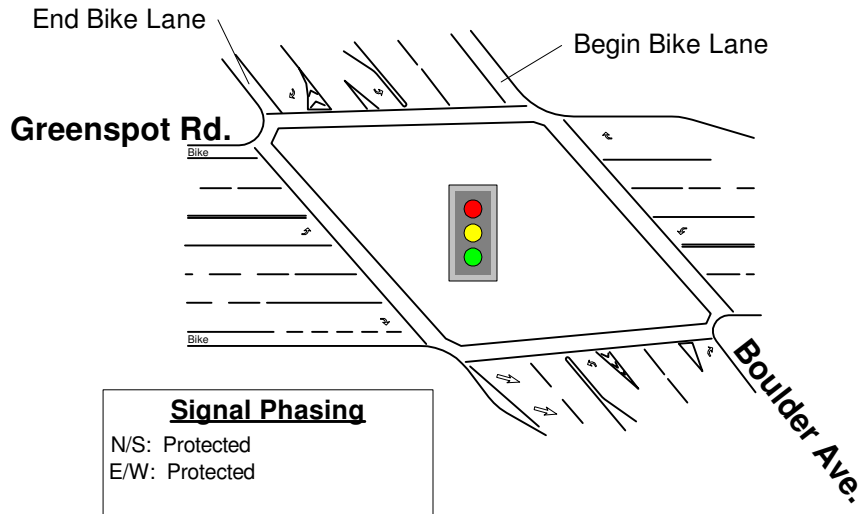 End Bike Lane
Begin Bike Lane
Greenspot Rd.
Bike
Bike
Boulder Ave.
Signal Phasing
N/S: Protected
E/W: Protected